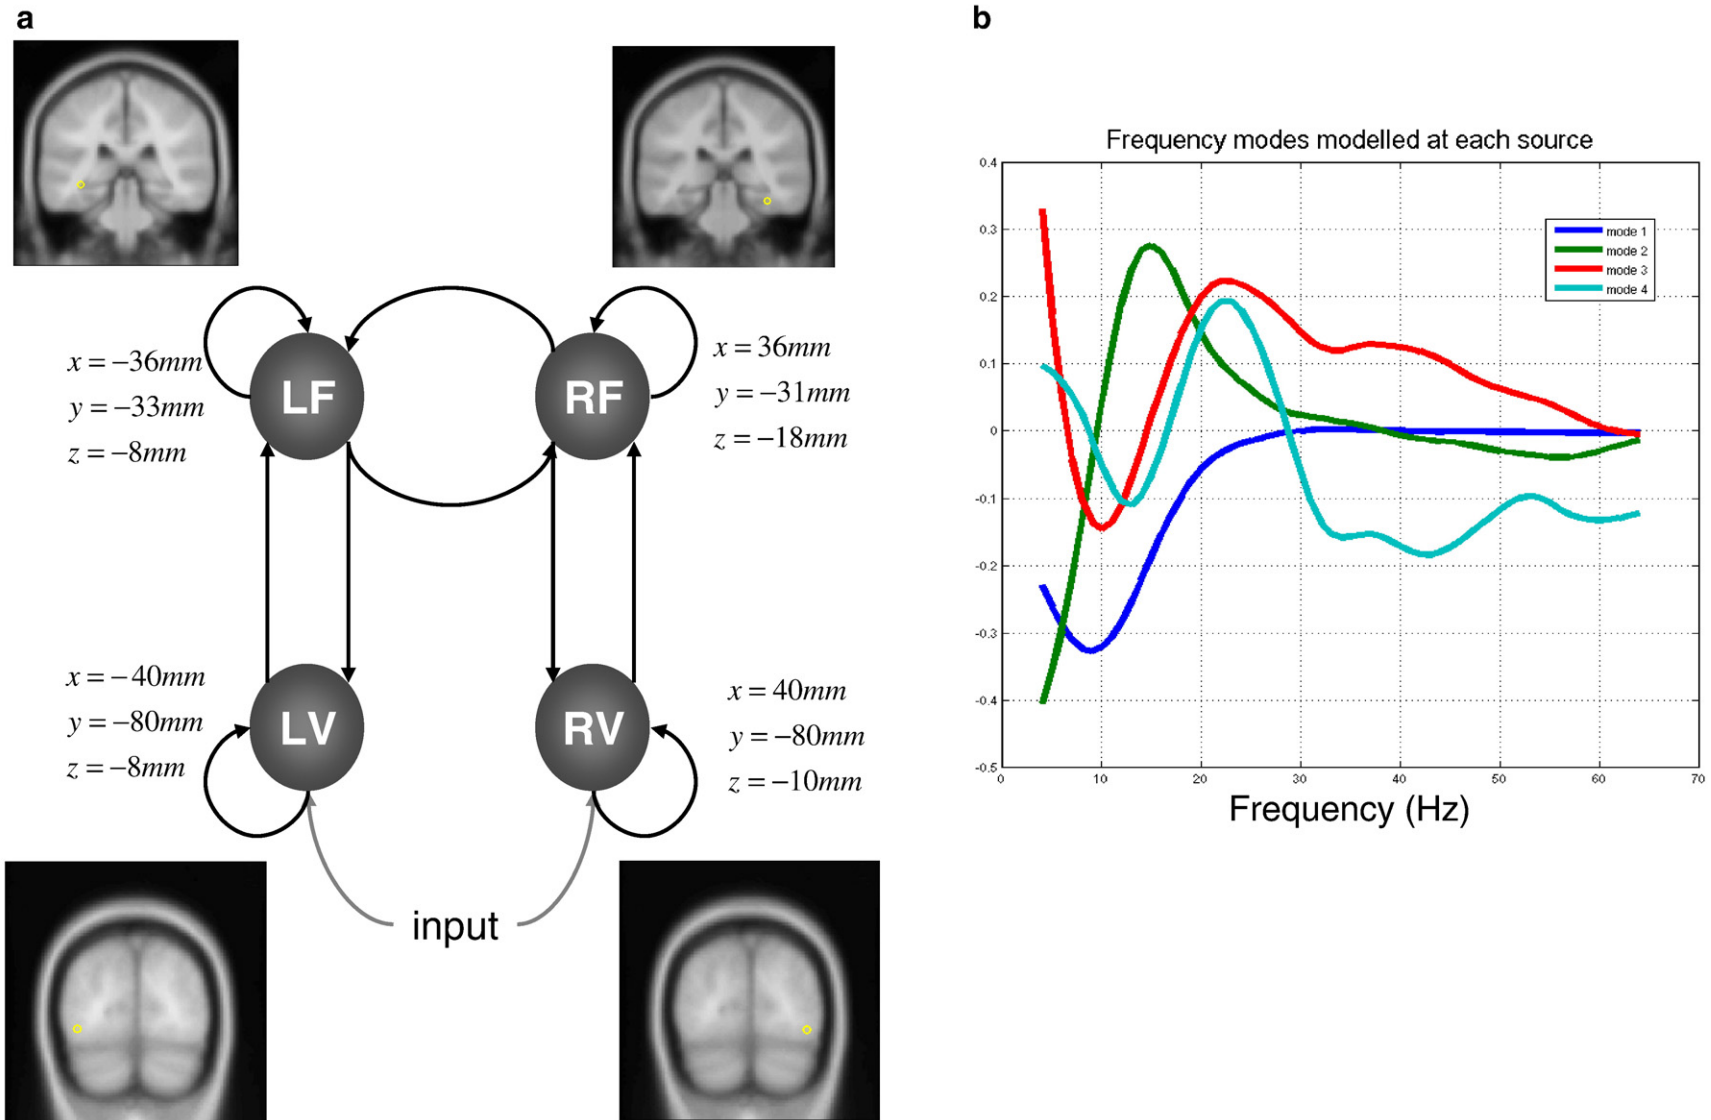 a
b
LF
RF
x = −36mm
y = −33mm
z = −8mm
x = 36mm
y = −31mm
z = −18mm
LV
RV
x = −40mm
y = −80mm
z = −8mm
x = 40mm
y = −80mm
z = −10mm
input
Frequency modes modelled at each source
0.4
0.3
0.2
0.1
0
-0.1
-0.2
-0.3
-0.4
-0.5
mode 1
mode 2
mode 3
mode 4
0 10 20 30 40 50 60 70
Frequency (Hz)